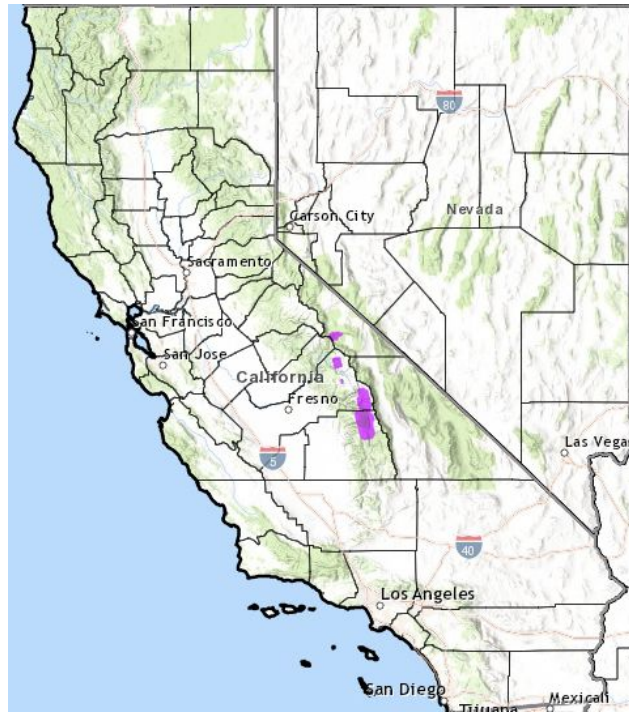 80
Nevada
Carson City
Sacramento
San Francisco
San Jose
California
Fresno
5
Las Vegas
40
Los Angeles
San Diego
Tijuana
Mexicali